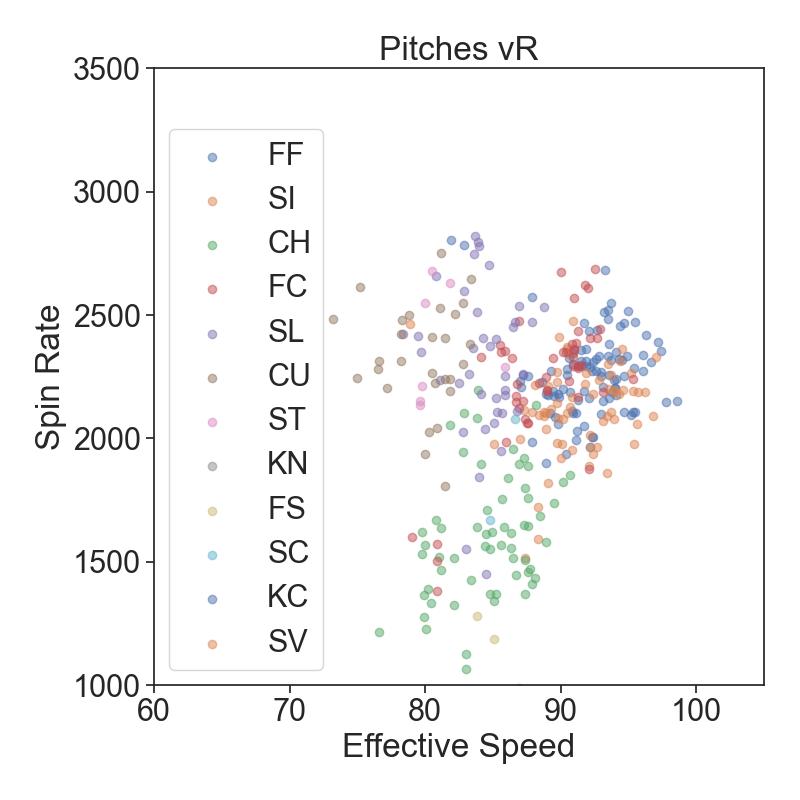 Pitches vR
3500
3000
2500
2000
1500
1000
Spin Rate
FF
SI
CH
FC
SL
CU
ST
KN
FS
SC
KC
SV
60 70 80 90 100
Effective Speed